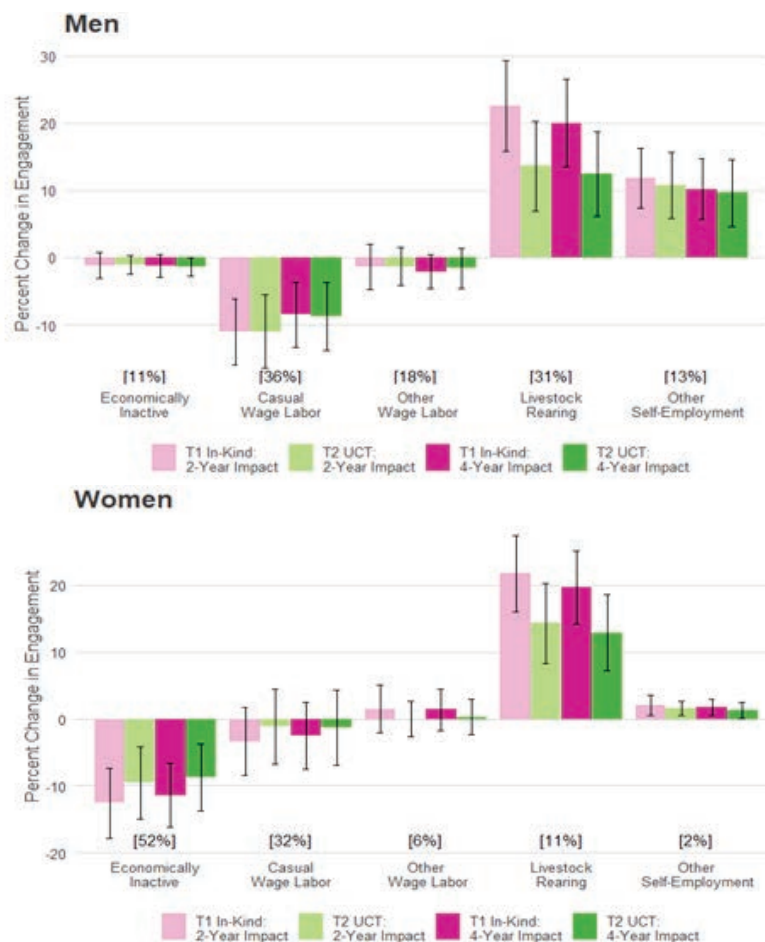 Men
Percent Change in Engagement
30
20
10
0
-10
[11%] [36%] [18%] [31%] [13%]
Economically Casual Other Livestock Other
Inactive Wage Labor Wage Labor Rearing Self-Employment
T1 In-Kind: T2 UCT: T1 In-Kind: T2 UCT:
2-Year Impact 2-Year Impact 4-Year Impact 4-Year Impact
Women
Percent Change in Engagement
20
10
0
-10
-20
[52%] [32%] [6%] [11%] [2%]
Economically Casual Other Livestock Other
Inactive Wage Labor Wage Labor Rearing Self-Employment
T1 In-Kind: T2 UCT: T1 In-Kind: T2 UCT:
2-Year Impact 2-Year Impact 4-Year Impact 4-Year Impact